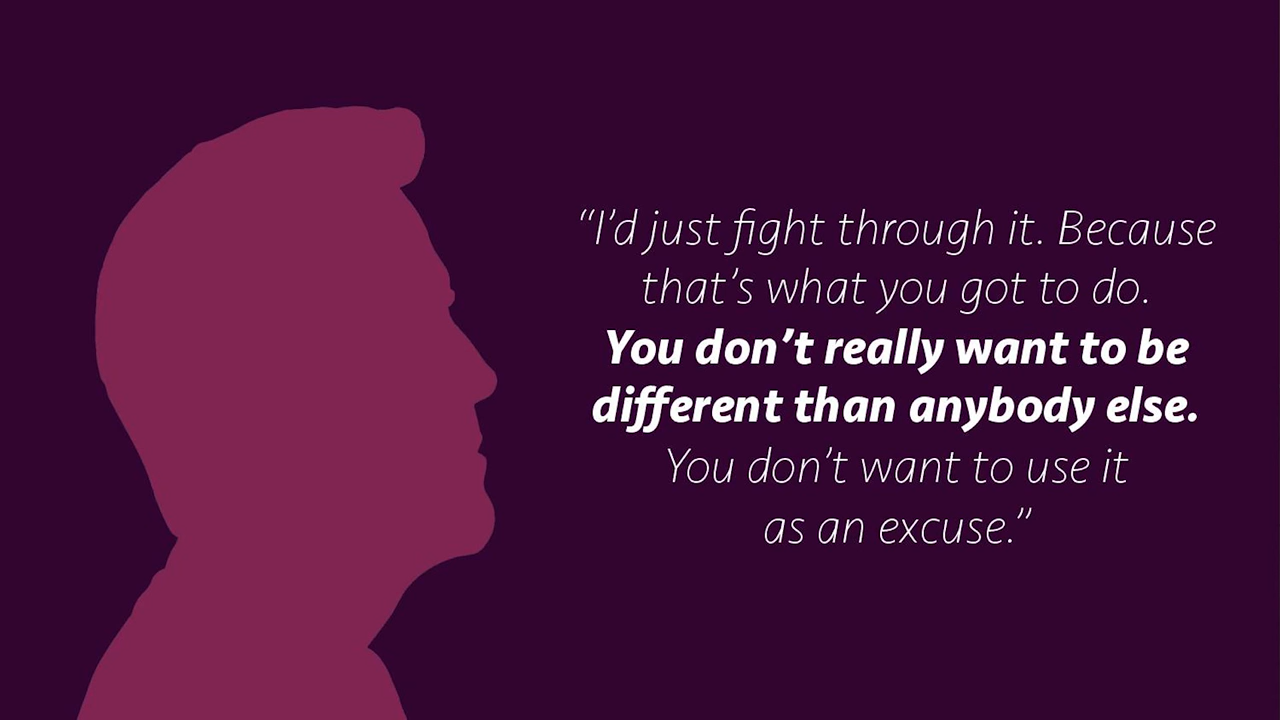 “I’d just fight through it. Because
that’s what you got to do.
You don’t really want to be
different than anybody else.
You don’t want to use it
as an excuse.”